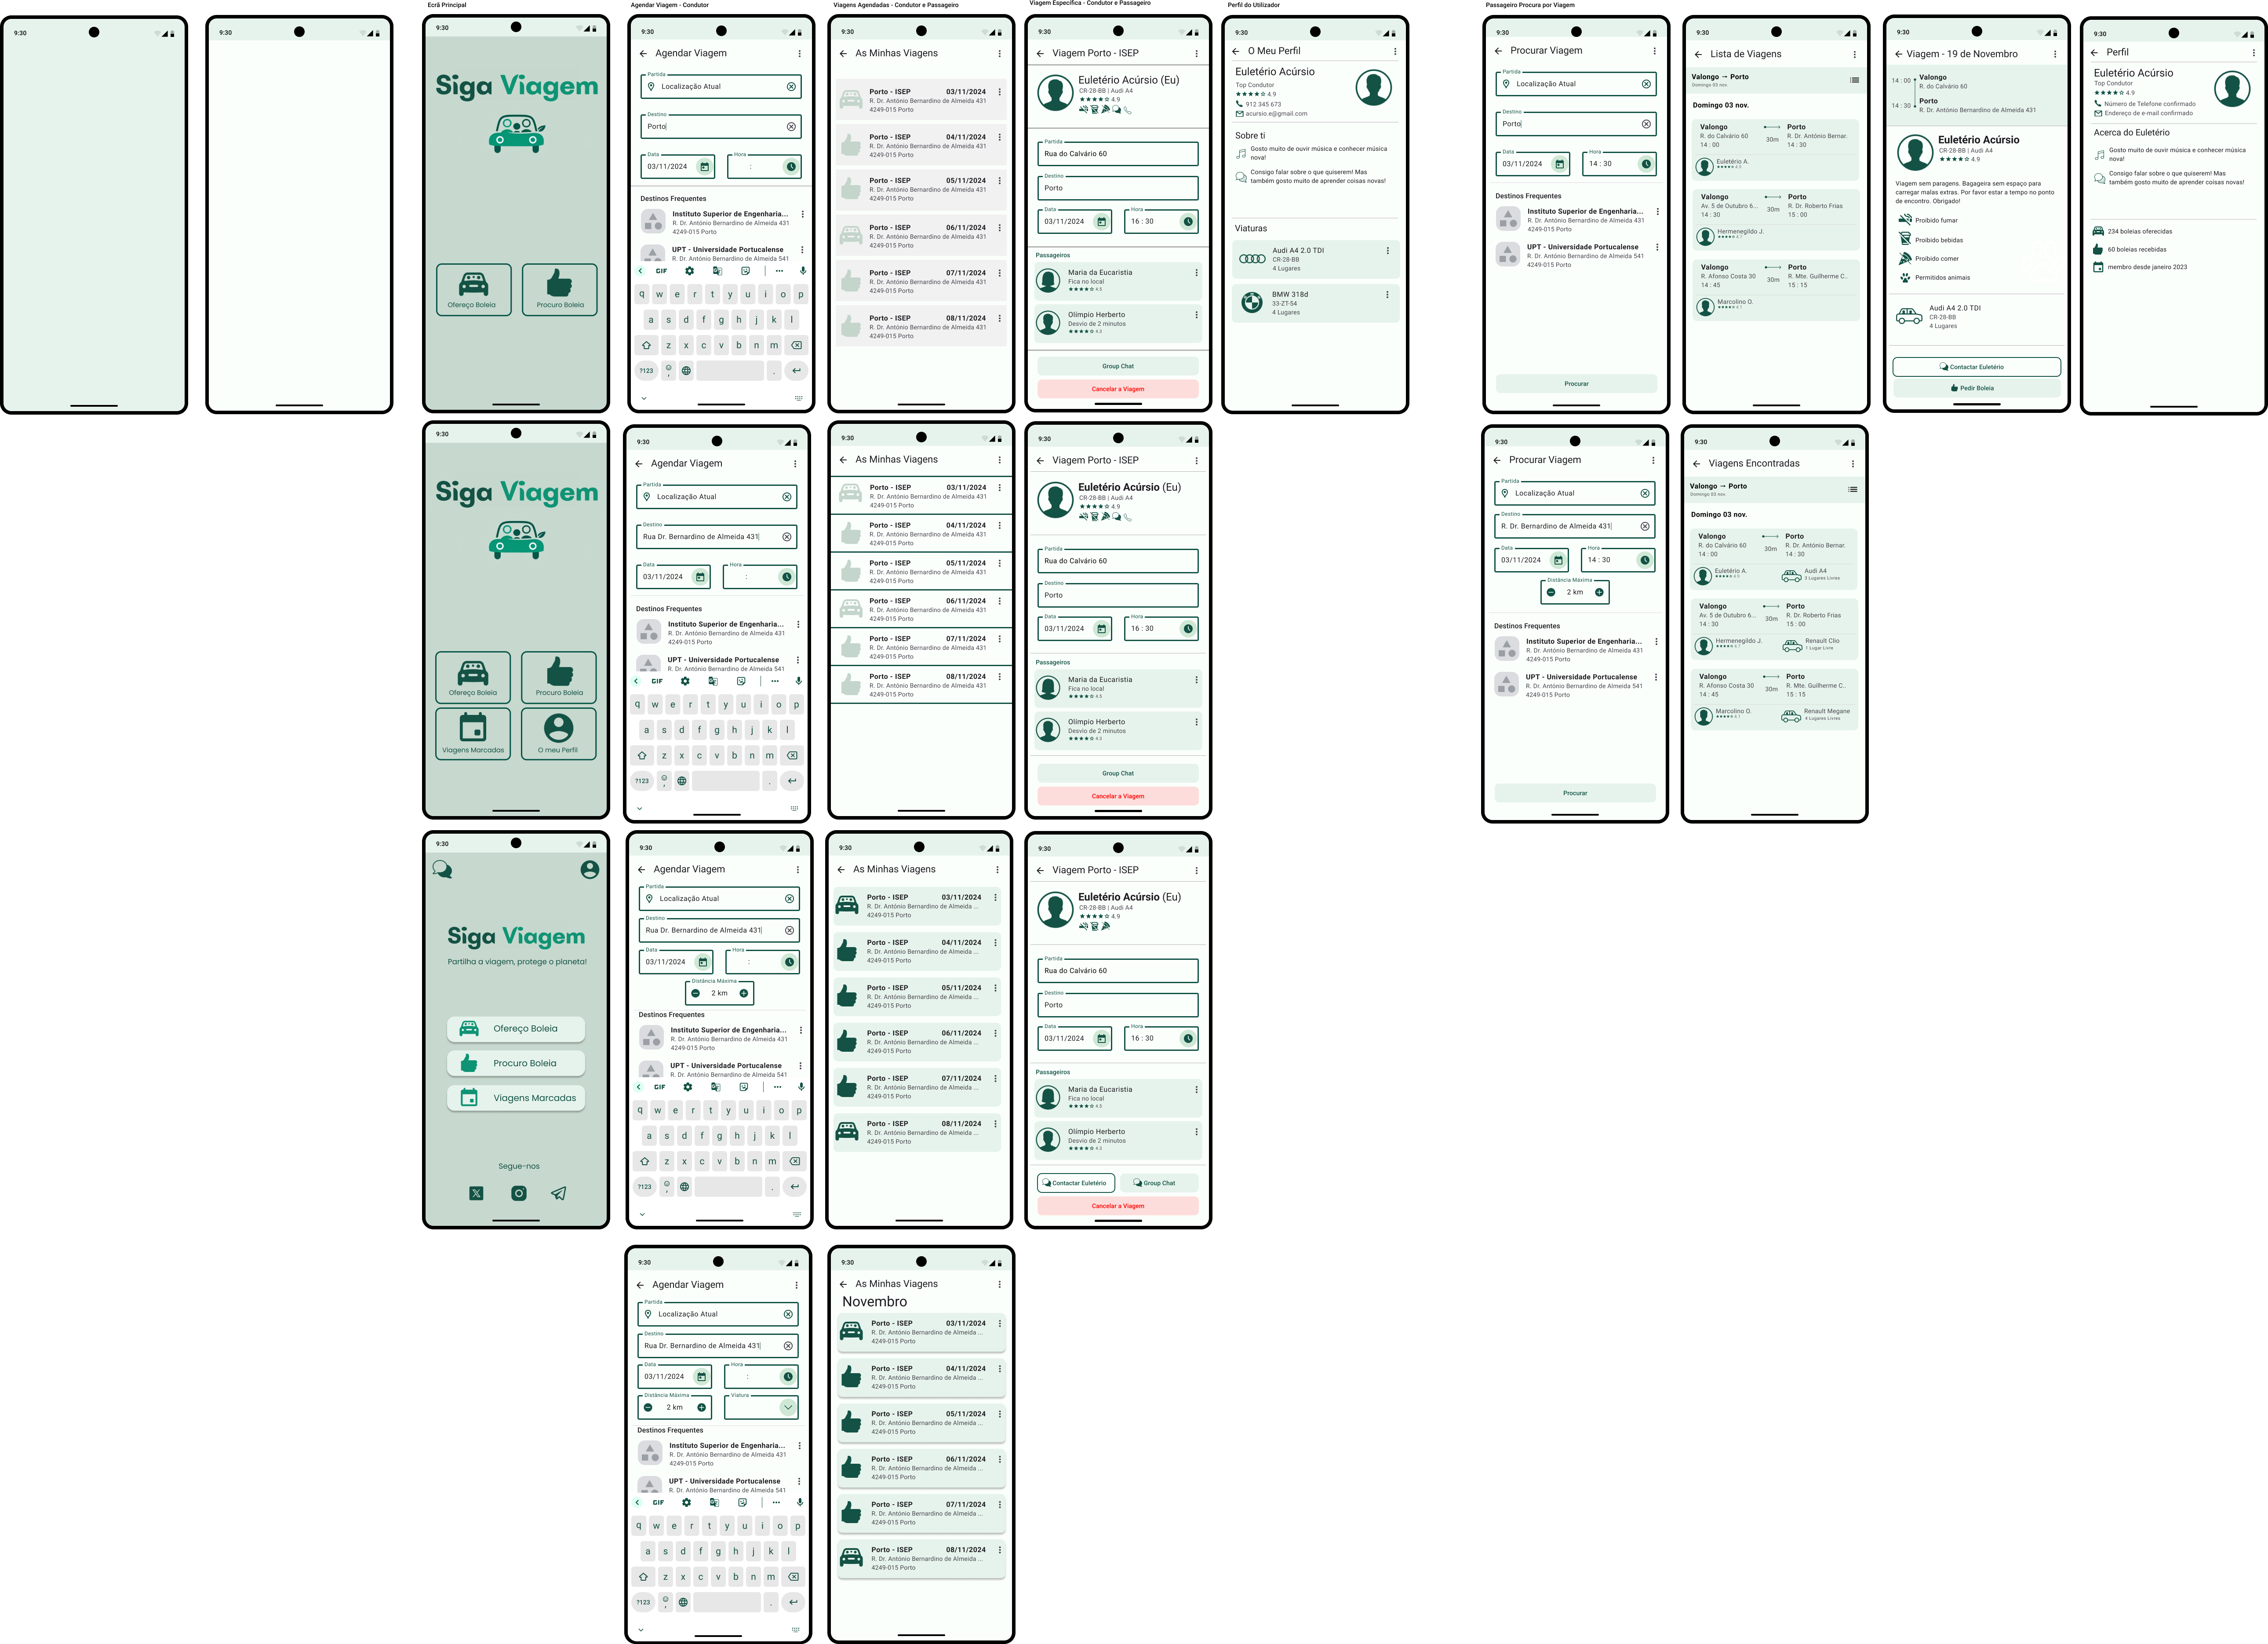 Ecrã Principal
Agendar Viagem - Condutor
Viagens Agendadas - Condutor e Passageiro
Viagem Específica - Condutor e Passageiro
Perfil do Utilizador
Passageiro Procura por Viagem
9:30
9:30
9:30
Siga Viagem
Ofereço Boleia
Procuro Boleia
9:30
Agendar Viagem
Partida
Localização Atual
Destino
Porto
Data
03/11/2024
Hora
:
Destinos Frequentes
Instituto Superior de Engenharia...
R. Dr. António Bernardino de Almeida 431
4249-015 Porto
UPT - Universidade Portucalense
R. Dr. António Bernardino de Almeida 541
GIF
q w e r t y u i o p
a s d f g h j k l
z x c v b n m
?123 , .
9:30
As Minhas Viagens
Porto - ISEP 03/11/2024
R. Dr. António Bernardino de Almeida 431
4249-015 Porto
Porto - ISEP 04/11/2024
R. Dr. António Bernardino de Almeida 431
4249-015 Porto
Porto - ISEP 05/11/2024
R. Dr. António Bernardino de Almeida 431
4249-015 Porto
Porto - ISEP 06/11/2024
R. Dr. António Bernardino de Almeida 431
4249-015 Porto
Porto - ISEP 07/11/2024
R. Dr. António Bernardino de Almeida 431
4249-015 Porto
Porto - ISEP 08/11/2024
R. Dr. António Bernardino de Almeida 431
4249-015 Porto
9:30
Viagem Porto - ISEP
Euletério Acúrsio (Eu)
CR-28-BB | Audi A4
4.9
Partida
Rua do Calvário 60
Destino
Porto
Data
03/11/2024
Hora
16 : 30
Passageiros
Maria da Eucaristia
Fica no local
4.5
Olímpio Herberto
Desvio de 2 minutos
4.3
Group Chat
Cancelar a Viagem
9:30
O Meu Perfil
Euletério Acúrsio
Top Condutor
4.9
912 345 673
acursio.e@gmail.com
Sobre ti
Gosto muito de ouvir música e conhecer música
nova!
Consigo falar sobre o que quiserem! Mas
também gosto muito de aprender coisas novas!
Viaturas
Audi A4 2.0 TDI
CR-28-BB
4 Lugares
BMW 318d
33-ZT-54
4 Lugares
9:30
Procurar Viagem
Partida
Localização Atual
Destino
Porto
Data
03/11/2024
Hora
14 : 30
Destinos Frequentes
Instituto Superior de Engenharia...
R. Dr. António Bernardino de Almeida 431
4249-015 Porto
UPT - Universidade Portucalense
R. Dr. António Bernardino de Almeida 541
4249-015 Porto
Procurar
9:30
Lista de Viagens
Valongo → Porto
Domingo 03 nov.
Domingo 03 nov.
Valongo Porto
R. do Calvário 60 30m R. Dr. António Bernar.
14 : 00 14 : 30
Euletério A.
4.9
Valongo Porto
Av. 5 de Outubro 6... 30m R. Dr. Roberto Frias
14 : 30 15 : 00
Hermenegildo J.
4.7
Valongo Porto
R. Afonso Costa 30 30m R. Mte. Guilherme C..
14 : 45 15 : 15
Marcolino O.
4.1
9:30
Viagem - 19 de Novembro
14 : 00 Valongo
R. do Calvário 60
14 : 30 Porto
R. Dr. António Bernardino de Almeida 431
Euletério Acúrsio
CR-28-BB | Audi A4
4.9
Viagem sem paragens. Bagageira sem espaço para
carregar malas extras. Por favor estar a tempo no ponto
de encontro. Obrigado!
Proibido fumar
Proibido bebidas
Proibido comer
Permitidos animais
Audi A4 2.0 TDI
CR-28-BB
4 Lugares
Contactar Euletério
Pedir Boleia
9:30
Perfil
Euletério Acúrsio
Top Condutor
4.9
Número de Telefone confirmado
Endereço de e-mail confirmado
Acerca do Euletério
Gosto muito de ouvir música e conhecer música
nova!
Consigo falar sobre o que quiserem! Mas
também gosto muito de aprender coisas novas!
234 boleias oferecidas
60 boleias recebidas
membro desde janeiro 2023
9:30
Siga Viagem
Ofereço Boleia
Procuro Boleia
Viagens Marcadas
O meu Perfil
9:30
Agendar Viagem
Partida
Localização Atual
Destino
Rua Dr. Bernardino de Almeida 431
Data
03/11/2024
Hora
:
Destinos Frequentes
Instituto Superior de Engenharia...
R. Dr. António Bernardino de Almeida 431
4249-015 Porto
UPT - Universidade Portucalense
R. Dr. António Bernardino de Almeida 541
GIF
q w e r t y u i o p
a s d f g h j k l
z x c v b n m
?123 , .
9:30
As Minhas Viagens
Porto - ISEP 03/11/2024
R. Dr. António Bernardino de Almeida 431
4249-015 Porto
Porto - ISEP 04/11/2024
R. Dr. António Bernardino de Almeida 431
4249-015 Porto
Porto - ISEP 05/11/2024
R. Dr. António Bernardino de Almeida 431
4249-015 Porto
Porto - ISEP 06/11/2024
R. Dr. António Bernardino de Almeida 431
4249-015 Porto
Porto - ISEP 07/11/2024
R. Dr. António Bernardino de Almeida 431
4249-015 Porto
Porto - ISEP 08/11/2024
R. Dr. António Bernardino de Almeida 431
4249-015 Porto
9:30
Viagem Porto - ISEP
Euletério Acúrsio (Eu)
CR-28-BB | Audi A4
4.9
Partida
Rua do Calvário 60
Destino
Porto
Data
03/11/2024
Hora
16 : 30
Passageiros
Maria da Eucaristia
Fica no local
4.5
Olímpio Herberto
Desvio de 2 minutos
4.3
Group Chat
Cancelar a Viagem
9:30
Procurar Viagem
Partida
Localização Atual
Destino
R. Dr. Bernardino de Almeida 431
Data
03/11/2024
Hora
14 : 30
Distância Máxima
2 km
Destinos Frequentes
Instituto Superior de Engenharia...
R. Dr. António Bernardino de Almeida 431
4249-015 Porto
UPT - Universidade Portucalense
R. Dr. António Bernardino de Almeida 541
4249-015 Porto
Procurar
9:30
Viagens Encontradas
Valongo → Porto
Domingo 03 nov.
Domingo 03 nov.
Valongo Porto
R. do Calvário 60 30m R. Dr. António Bernar.
14 : 00 14 : 30
Euletério A. Audi A4
4.9 3 Lugares Livres
Valongo Porto
Av. 5 de Outubro 6... 30m R. Dr. Roberto Frias
14 : 30 15 : 00
Hermenegildo J. Renault Clio
4.7 1 Lugar Livre
Valongo Porto
R. Afonso Costa 30 30m R. Mte. Guilherme C..
14 : 45 15 : 15
Marcolino O. Renault Megane
4.1 4 Lugares Livres
9:30
Siga Viagem
Partilha a viagem, protege o planeta!
Ofereço Boleia
Procuro Boleia
Viagens Marcadas
Segue-nos
9:30
Agendar Viagem
Partida
Localização Atual
Destino
Rua Dr. Bernardino de Almeida 431
Data
03/11/2024
Hora
:
Distância Máxima
2 km
Destinos Frequentes
Instituto Superior de Engenharia...
R. Dr. António Bernardino de Almeida 431
4249-015 Porto
UPT - Universidade Portucalense
R. Dr. António Bernardino de Almeida 541
GIF
q w e r t y u i o p
a s d f g h j k l
z x c v b n m
?123 , .
9:30
As Minhas Viagens
Porto - ISEP 03/11/2024
R. Dr. António Bernardino de Almeida ...
4249-015 Porto
Porto - ISEP 04/11/2024
R. Dr. António Bernardino de Almeida ...
4249-015 Porto
Porto - ISEP 05/11/2024
R. Dr. António Bernardino de Almeida ...
4249-015 Porto
Porto - ISEP 06/11/2024
R. Dr. António Bernardino de Almeida ...
4249-015 Porto
Porto - ISEP 07/11/2024
R. Dr. António Bernardino de Almeida ...
4249-015 Porto
Porto - ISEP 08/11/2024
R. Dr. António Bernardino de Almeida ...
4249-015 Porto
9:30
Viagem Porto - ISEP
Euletério Acúrsio (Eu)
CR-28-BB | Audi A4
4.9
Partida
Rua do Calvário 60
Destino
Porto
Data
03/11/2024
Hora
16 : 30
Passageiros
Maria da Eucaristia
Fica no local
4.5
Olímpio Herberto
Desvio de 2 minutos
4.3
Contactar Euletério
Group Chat
Cancelar a Viagem
9:30
Agendar Viagem
Partida
Localização Atual
Destino
Rua Dr. Bernardino de Almeida 431
Data
03/11/2024
Hora
:
Distância Máxima
2 km
Viatura
Destinos Frequentes
Instituto Superior de Engenharia...
R. Dr. António Bernardino de Almeida 431
4249-015 Porto
UPT - Universidade Portucalense
R. Dr. António Bernardino de Almeida 541
GIF
q w e r t y u i o p
a s d f g h j k l
z x c v b n m
?123 , .
9:30
As Minhas Viagens
Novembro
Porto - ISEP 03/11/2024
R. Dr. António Bernardino de Almeida ...
4249-015 Porto
Porto - ISEP 04/11/2024
R. Dr. António Bernardino de Almeida ...
4249-015 Porto
Porto - ISEP 05/11/2024
R. Dr. António Bernardino de Almeida ...
4249-015 Porto
Porto - ISEP 06/11/2024
R. Dr. António Bernardino de Almeida ...
4249-015 Porto
Porto - ISEP 07/11/2024
R. Dr. António Bernardino de Almeida ...
4249-015 Porto
Porto - ISEP 08/11/2024
R. Dr. António Bernardino de Almeida ...
4249-015 Porto